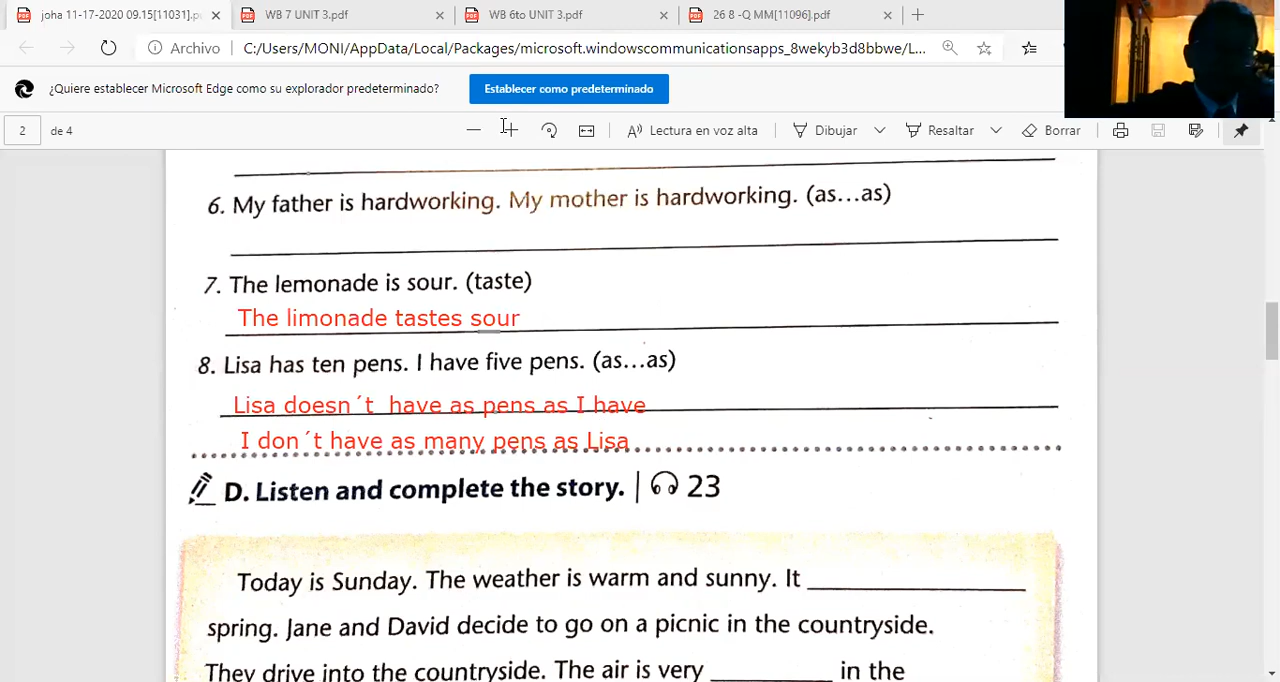 joha 11-17-2020 09.15[11031].p
WB 7 UNIT 3.pdf
WB 6to UNIT 3.pdf
26 8 -Q MM[11096].pdf
Archivo
C:/Users/MONI/AppData/Local/Packages/microsoft.windowscommunicationsapps_8wekyb3d8bbwe/L...
¿Quiere establecer Microsoft Edge como su explorador predeterminado?
Establecer como predeterminado
2 de 4
Lectura en voz alta
Dibujar
Resaltar
Borrar
6. My father is hardworking. My mother is hardworking. (as...as)
7. The lemonade is sour. (taste)
The limonade tastes sour
8. Lisa has ten pens. I have five pens. (as...as)
Lisa doesn´t have as pens as I have
I don´t have as many pens as Lisa
D. Listen and complete the story. | 23
Today is Sunday. The weather is warm and sunny. It
spring. Jane and David decide to go on a picnic in the countryside.
They drive into the countryside. The air is very ________ in the